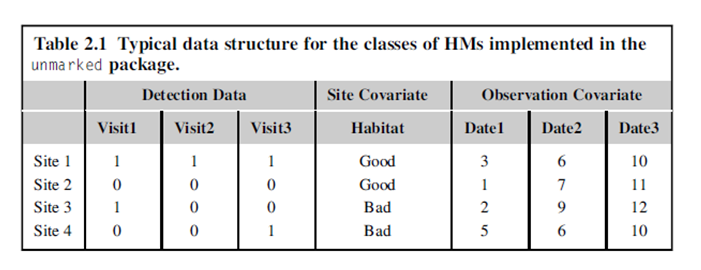 Table 2.1 Typical data structure for the classes of HMs implemented in the
unmarked package.
Detection Data Site Covariate Observation Covariate
Visit1 Visit2 Visit3 Habitat Date1 Date2 Date3
Site 1 1 1 1 Good 3 6 10
Site 2 0 0 0 Good 1 7 11
Site 3 1 0 0 Bad 2 9 12
Site 4 0 0 1 Bad 5 6 10